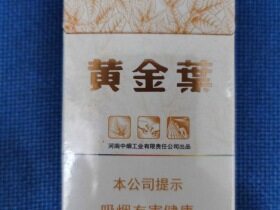 黄金葉
河南中烟工业有限责任公司出品
本公司提示
吸烟有害健康